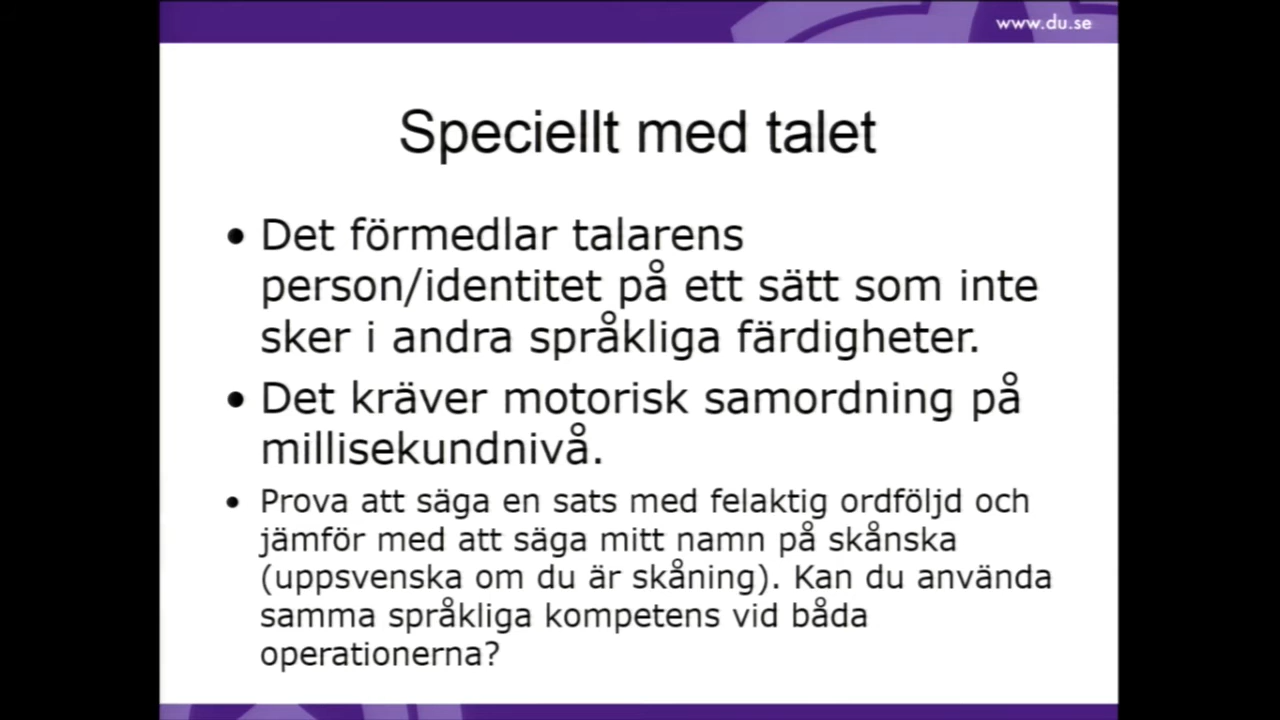 www.du.se
Speciellt med talet
• Det förmedlar talarens
person/identitet på ett sätt som inte
sker i andra språkliga färdigheter.
• Det kräver motorisk samordning på
millisekundnivå.
• Prova att säga en sats med felaktig ordföljd och
jämför med att säga mitt namn på skånska
(uppsvenska om du är skåning). Kan du använda
samma språkliga kompetens vid båda
operationerna?